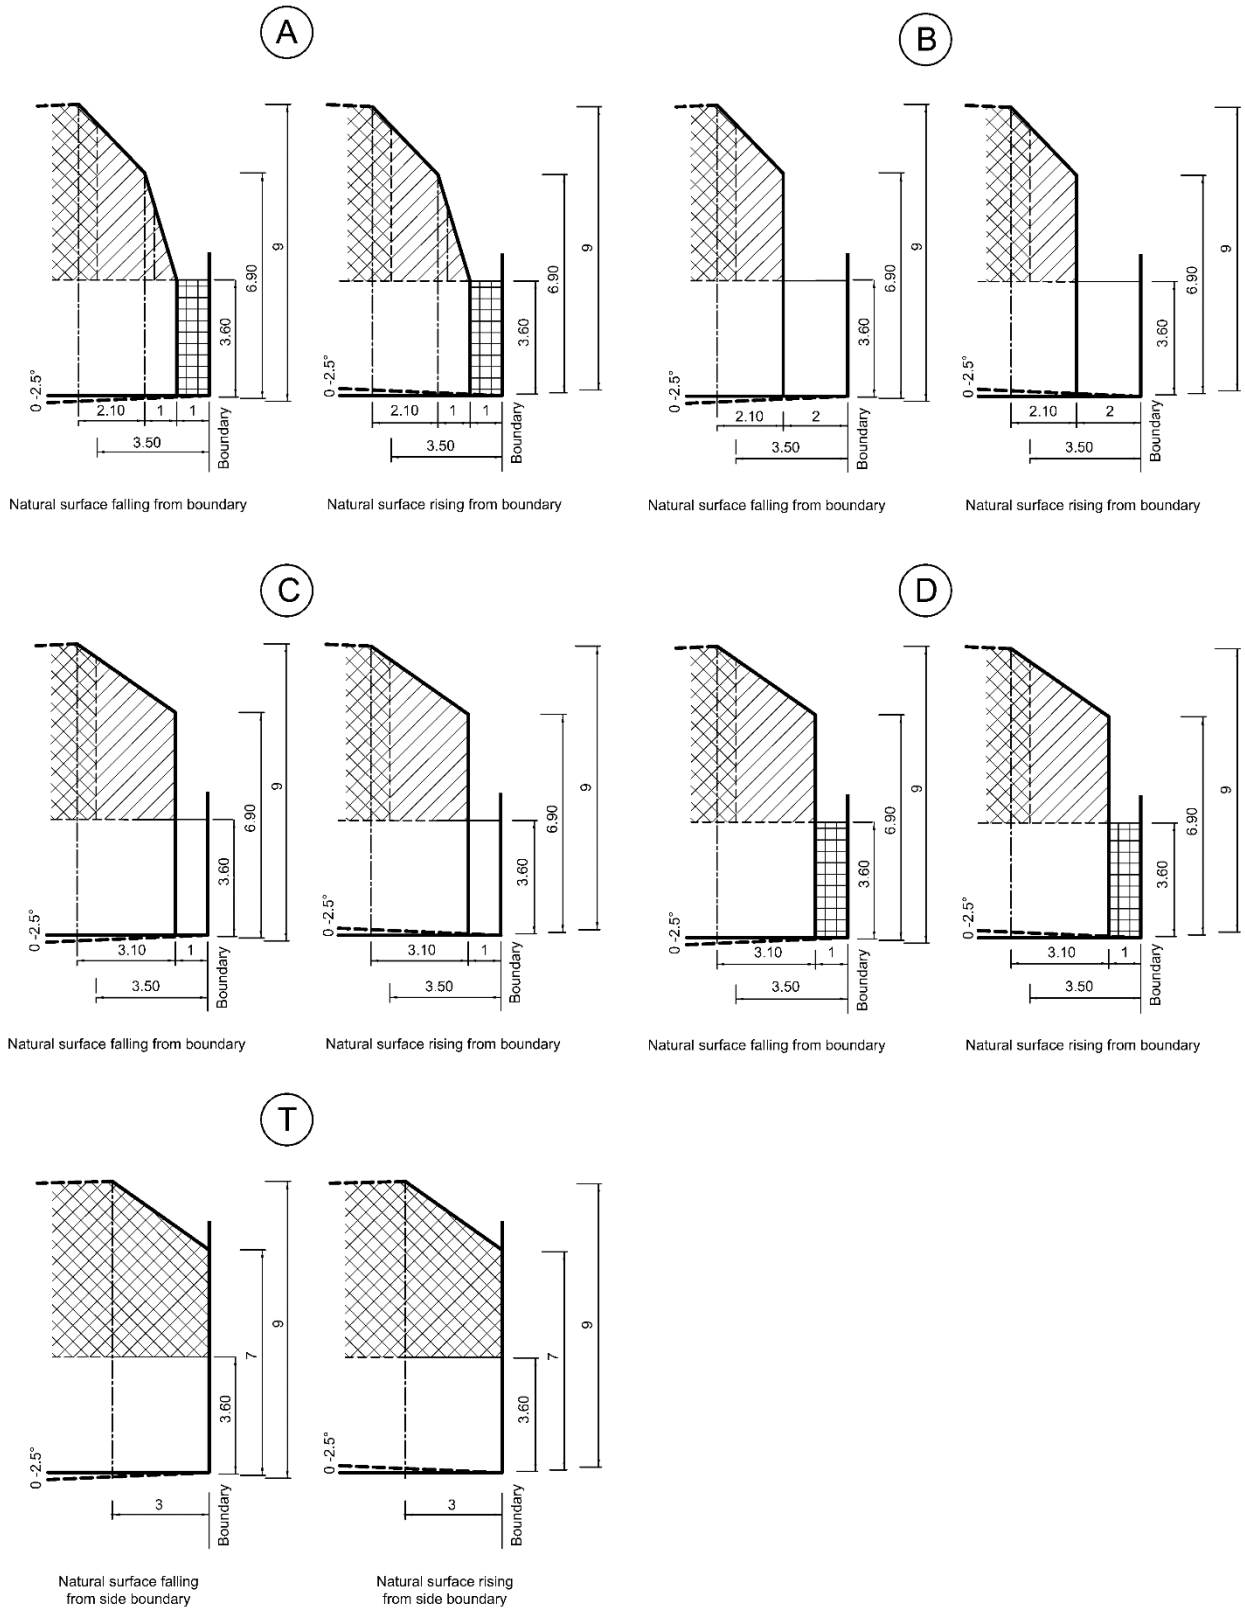 A
B
9
6.90
3.60
0 -2.5°
2.10
1
1
3.50
Boundary
Natural surface falling from boundary
9
6.90
3.60
0 -2.5°
2.10
1
1
3.50
Boundary
Natural surface rising from boundary
9
6.90
3.60
0 -2.5°
2.10
2
3.50
Boundary
Natural surface falling from boundary
9
6.90
3.60
0 -2.5°
2.10
2
3.50
Boundary
Natural surface rising from boundary
C
D
9
6.90
3.60
0 -2.5°
3.10
1
3.50
Boundary
Natural surface falling from boundary
9
6.90
3.60
0 -2.5°
3.10
1
3.50
Boundary
Natural surface rising from boundary
9
6.90
3.60
0 -2.5°
3.10
1
3.50
Boundary
Natural surface falling from boundary
9
6.90
3.60
0 -2.5°
3.10
1
3.50
Boundary
Natural surface rising from boundary
T
9
7
3.60
0 -2.5°
3
Boundary
Natural surface falling
from side boundary
9
7
3.60
0 -2.5°
3
Boundary
Natural surface rising
from side boundary